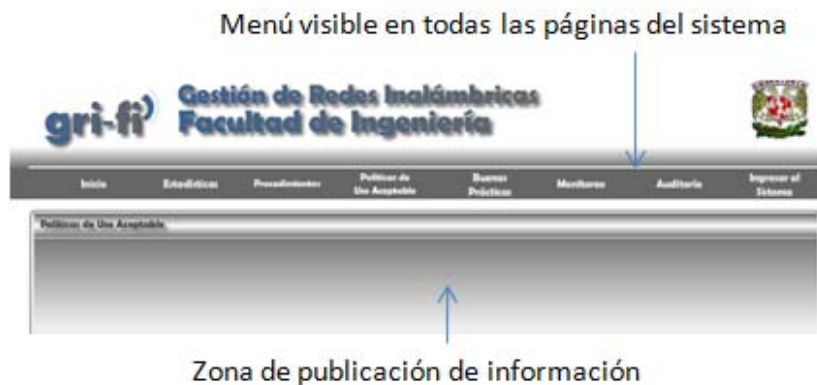 Menú visible en todas las páginas del sistema
gri-fi
Gestión de Redes Inalámbricas
Facultad de Ingeniería
Inicio
Estadísticas
Procedimientos
Políticas de
Uso Aceptable
Buenas
Prácticas
Monitoreo
Auditoría
Ingresar al
Sistema
Políticas de Uso Aceptable
Zona de publicación de información